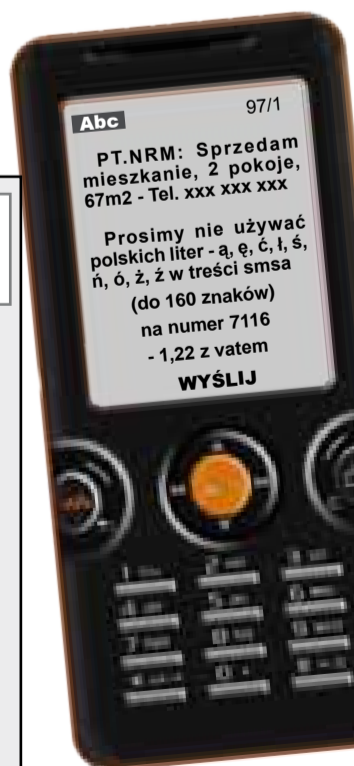 Abc 97/1
PT.NRM: Sprzedam
mieszkanie, 2 pokoje,
67m2 - Tel. xxx xxx xxx
Prosimy nie używać
polskich liter - ą, ę, ć, ł, ś,
ń, ó, ż, ź w treści smsa
(do 160 znaków)
na numer 7116
- 1,22 z vatem
WYŚLIJ